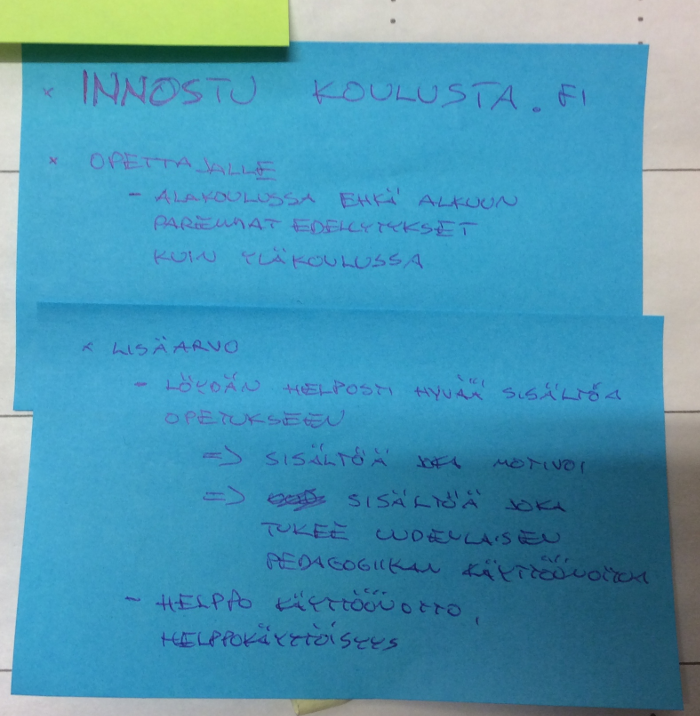 × INNOSTU KOULUSTA.FI
× OPETTAJALLE
- ALAKOULUSSA EHKÄ ALKUUN
PAREMMAT EDELLYTYKSET
KUIN YLÄKOULUSSA
× LISÄARVO
- LÖYDÄN HELPOSTI HYVÄÄ SISÄLTÖÄ
OPETUKSEEN
=> SISÄLTÖÄ JOKA MOTIVOI
=> SISÄLTÖÄ JOKA
TUKEE UUDENLAISEN
PEDAGOGIIKAN KÄYTTÖÖNOTTOA
- HELPPO KÄYTTÖÖNOTTO,
HELPPOKÄYTTÖISYYS